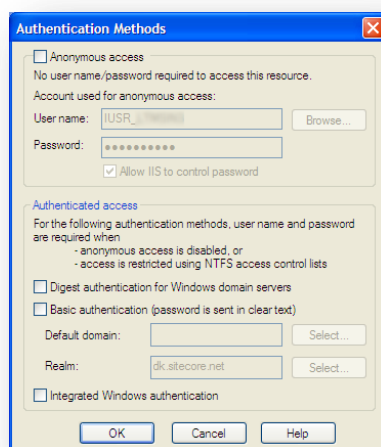 Authentication Methods
Anonymous access
No user name/password required to access this resource.
Account used for anonymous access:
User name: IUSR_ Browse...
Password: ••••••••••
Allow IIS to control password
Authenticated access
For the following authentication methods, user name and password
are required when
- anonymous access is disabled, or
- access is restricted using NTFS access control lists
Digest authentication for Windows domain servers
Basic authentication (password is sent in clear text)
Default domain: Select...
Realm: dk.sitecore.net Select...
Integrated Windows authentication
OK Cancel Help